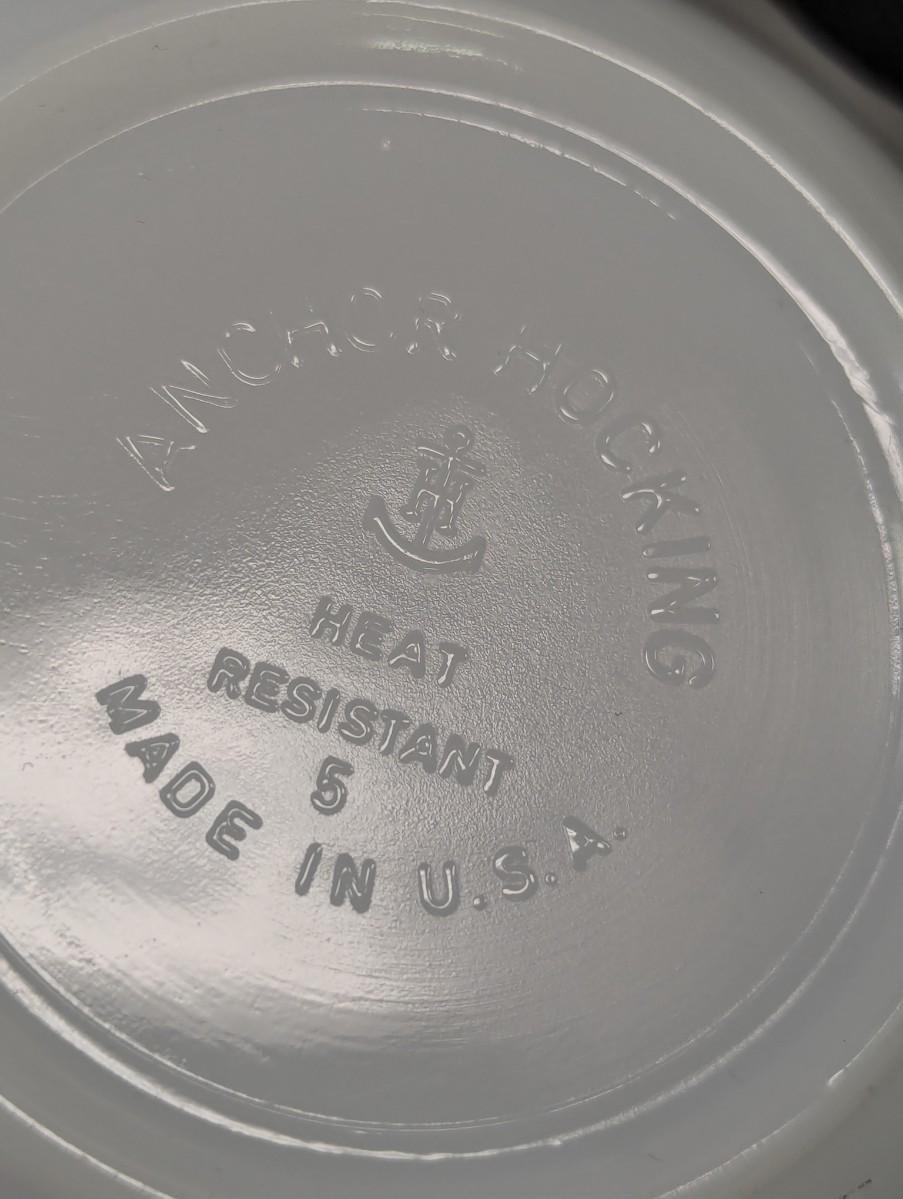 ANCHOR HOCKING
H
HEAT
RESISTANT
5
MADE IN U.S.A.